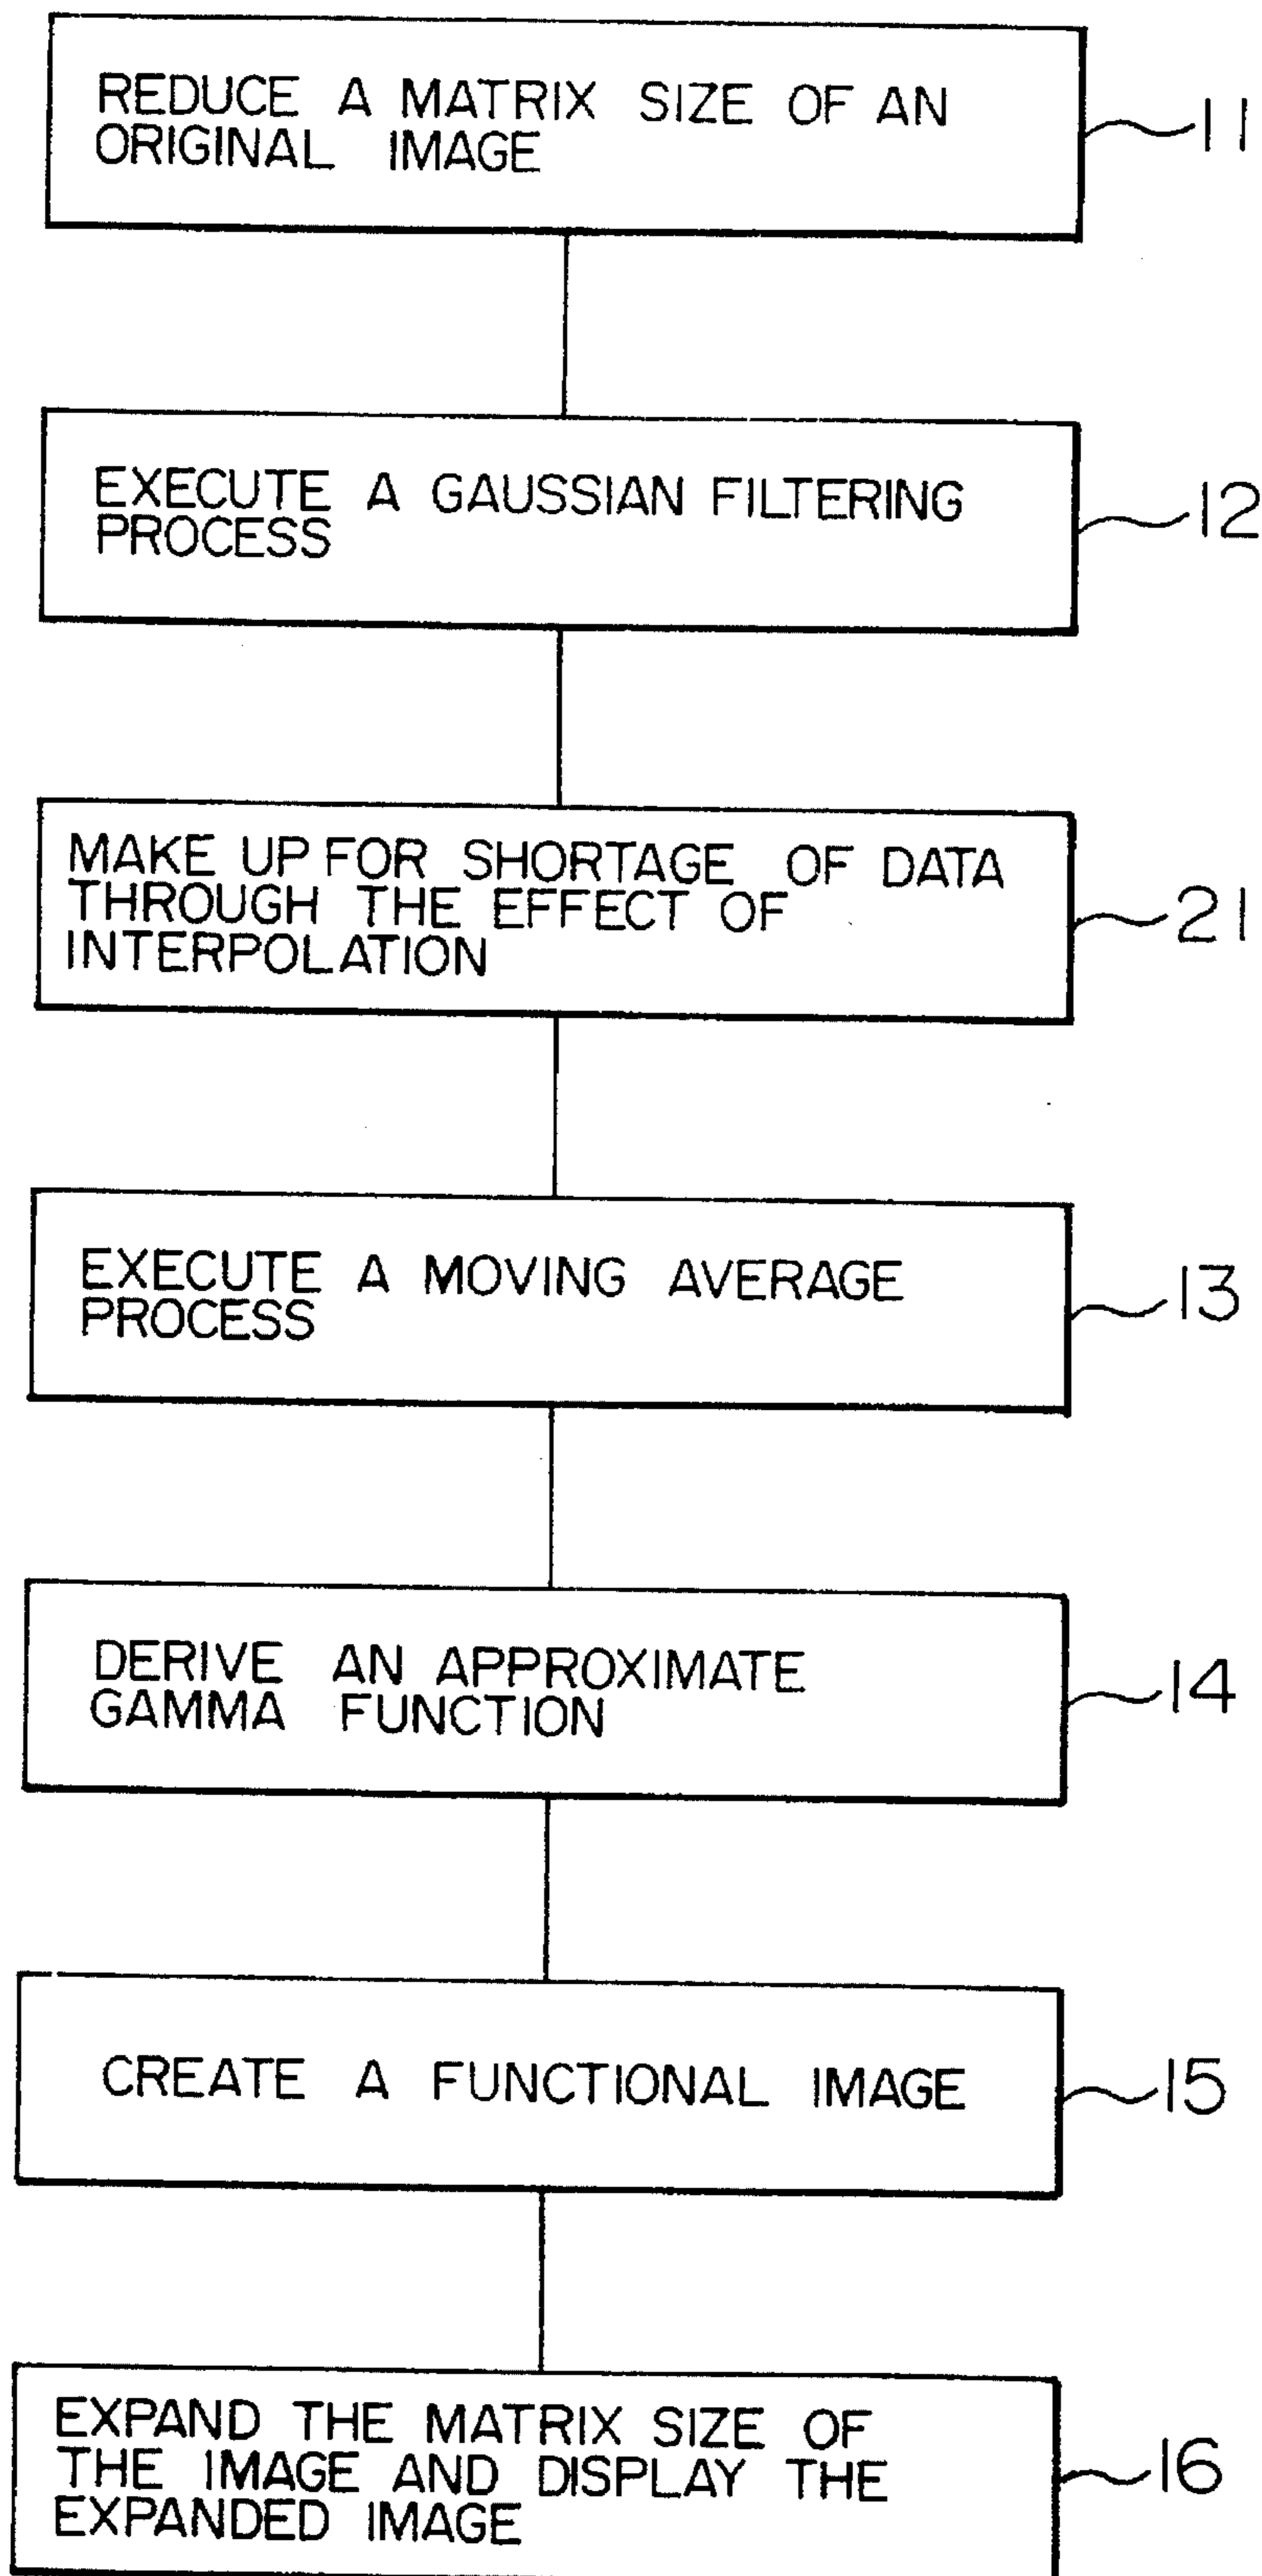 REDUCE A MATRIX SIZE OF AN
ORIGINAL IMAGE
11
EXECUTE A GAUSSIAN FILTERING
PROCESS
12
MAKE UP FOR SHORTAGE OF DATA
THROUGH THE EFFECT OF
INTERPOLATION
21
EXECUTE A MOVING AVERAGE
PROCESS
13
DERIVE AN APPROXIMATE
GAMMA FUNCTION
14
CREATE A FUNCTIONAL IMAGE
15
EXPAND THE MATRIX SIZE OF
THE IMAGE AND DISPLAY THE
EXPANDED IMAGE
16